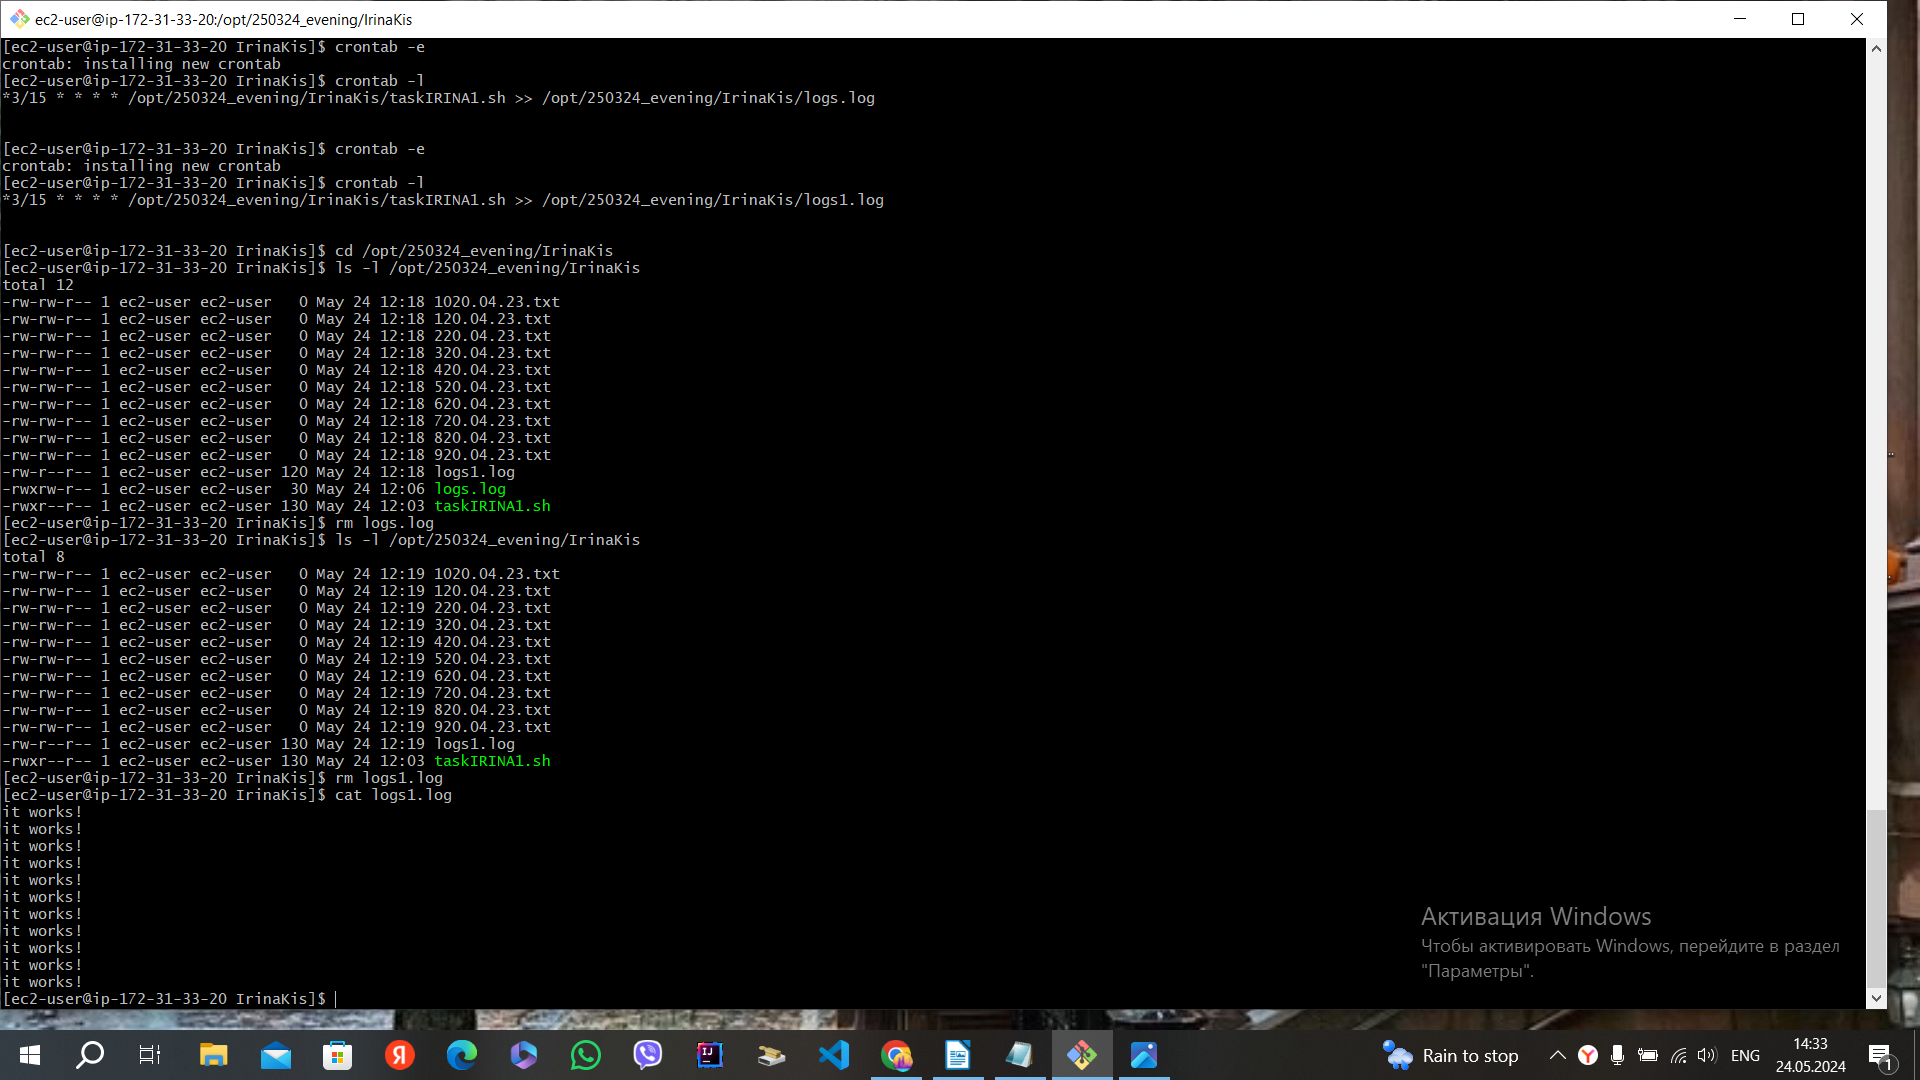 ec2-user@ip-172-31-33-20:/opt/250324_evening/IrinaKis
[ec2-user@ip-172-31-33-20 IrinaKis]$ crontab -e
crontab: installing new crontab
[ec2-user@ip-172-31-33-20 IrinaKis]$ crontab -l
*3/15 * * * * /opt/250324_evening/IrinaKis/taskIRINA1.sh >> /opt/250324_evening/IrinaKis/logs.log
[ec2-user@ip-172-31-33-20 IrinaKis]$ crontab -e
crontab: installing new crontab
[ec2-user@ip-172-31-33-20 IrinaKis]$ crontab -l
*3/15 * * * * /opt/250324_evening/IrinaKis/taskIRINA1.sh >> /opt/250324_evening/IrinaKis/logs1.log
[ec2-user@ip-172-31-33-20 IrinaKis]$ cd /opt/250324_evening/IrinaKis
[ec2-user@ip-172-31-33-20 IrinaKis]$ ls -l /opt/250324_evening/IrinaKis
total 12
-rw-rw-r-- 1 ec2-user ec2-user   0 May 24 12:18 1020.04.23.txt
-rw-rw-r-- 1 ec2-user ec2-user   0 May 24 12:18 120.04.23.txt
-rw-rw-r-- 1 ec2-user ec2-user   0 May 24 12:18 220.04.23.txt
-rw-rw-r-- 1 ec2-user ec2-user   0 May 24 12:18 320.04.23.txt
-rw-rw-r-- 1 ec2-user ec2-user   0 May 24 12:18 420.04.23.txt
-rw-rw-r-- 1 ec2-user ec2-user   0 May 24 12:18 520.04.23.txt
-rw-rw-r-- 1 ec2-user ec2-user   0 May 24 12:18 620.04.23.txt
-rw-rw-r-- 1 ec2-user ec2-user   0 May 24 12:18 720.04.23.txt
-rw-rw-r-- 1 ec2-user ec2-user   0 May 24 12:18 820.04.23.txt
-rw-rw-r-- 1 ec2-user ec2-user   0 May 24 12:18 920.04.23.txt
-rw-r--r-- 1 ec2-user ec2-user 120 May 24 12:18 logs1.log
-rwxrw-r-- 1 ec2-user ec2-user  30 May 24 12:06 logs.log
-rwxr--r-- 1 ec2-user ec2-user 130 May 24 12:03 taskIRINA1.sh
[ec2-user@ip-172-31-33-20 IrinaKis]$ rm logs.log
[ec2-user@ip-172-31-33-20 IrinaKis]$ ls -l /opt/250324_evening/IrinaKis
total 8
-rw-rw-r-- 1 ec2-user ec2-user   0 May 24 12:19 1020.04.23.txt
-rw-rw-r-- 1 ec2-user ec2-user   0 May 24 12:19 120.04.23.txt
-rw-rw-r-- 1 ec2-user ec2-user   0 May 24 12:19 220.04.23.txt
-rw-rw-r-- 1 ec2-user ec2-user   0 May 24 12:19 320.04.23.txt
-rw-rw-r-- 1 ec2-user ec2-user   0 May 24 12:19 420.04.23.txt
-rw-rw-r-- 1 ec2-user ec2-user   0 May 24 12:19 520.04.23.txt
-rw-rw-r-- 1 ec2-user ec2-user   0 May 24 12:19 620.04.23.txt
-rw-rw-r-- 1 ec2-user ec2-user   0 May 24 12:19 720.04.23.txt
-rw-rw-r-- 1 ec2-user ec2-user   0 May 24 12:19 820.04.23.txt
-rw-rw-r-- 1 ec2-user ec2-user   0 May 24 12:19 920.04.23.txt
-rw-r--r-- 1 ec2-user ec2-user 130 May 24 12:19 logs1.log
-rwxr--r-- 1 ec2-user ec2-user 130 May 24 12:03 taskIRINA1.sh
[ec2-user@ip-172-31-33-20 IrinaKis]$ rm logs1.log
[ec2-user@ip-172-31-33-20 IrinaKis]$ cat logs1.log
it works!
it works!
it works!
it works!
it works!
it works!
it works!
it works!
it works!
it works!
it works!
[ec2-user@ip-172-31-33-20 IrinaKis]$
Активация Windows
Чтобы активировать Windows, перейдите в раздел
"Параметры".
Rain to stop
ENG
14:33
24.05.2024
1